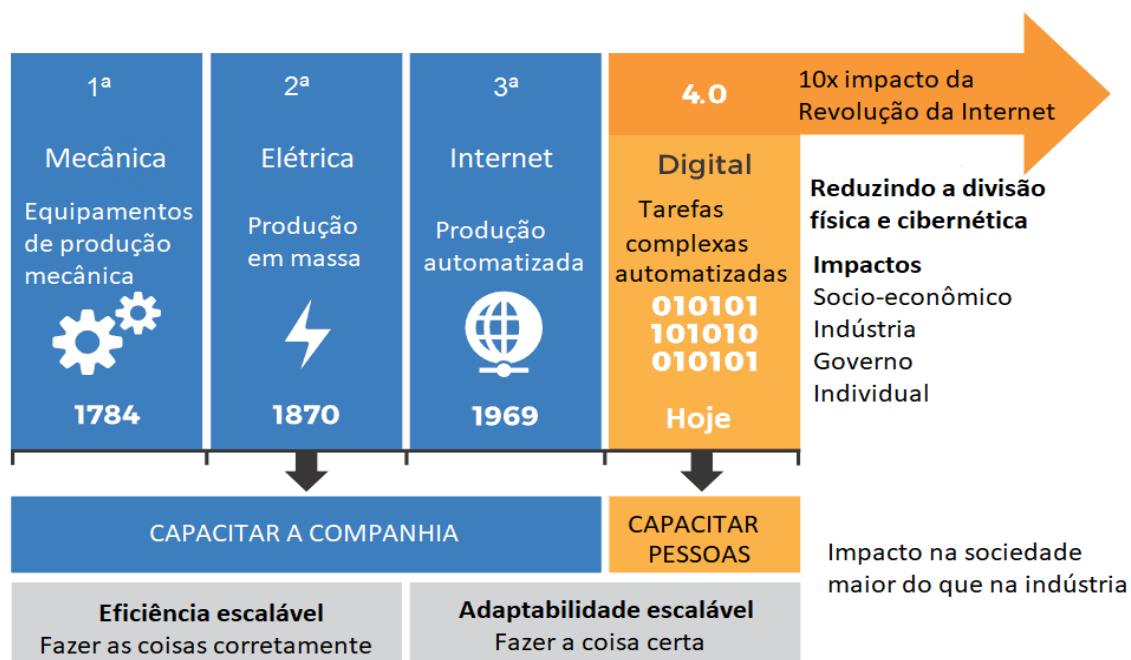 1ª
Mecânica
Equipamentos
de produção
mecânica
1784
2ª
Elétrica
Produção
em massa
1870
3ª
Internet
Produção
automatizada
1969
4.0
Digital
Tarefas
complexas
automatizadas
010101
101010
010101
Hoje
10x impacto da
Revolução da Internet
Reduzindo a divisão
física e cibernética
Impactos
Socio-econômico
Indústria
Governo
Individual
CAPACITAR A COMPANHIA
CAPACITAR
PESSOAS
Impacto na sociedade
maior do que na indústria
Eficiência escalável
Fazer as coisas corretamente
Adaptabilidade escalável
Fazer a coisa certa